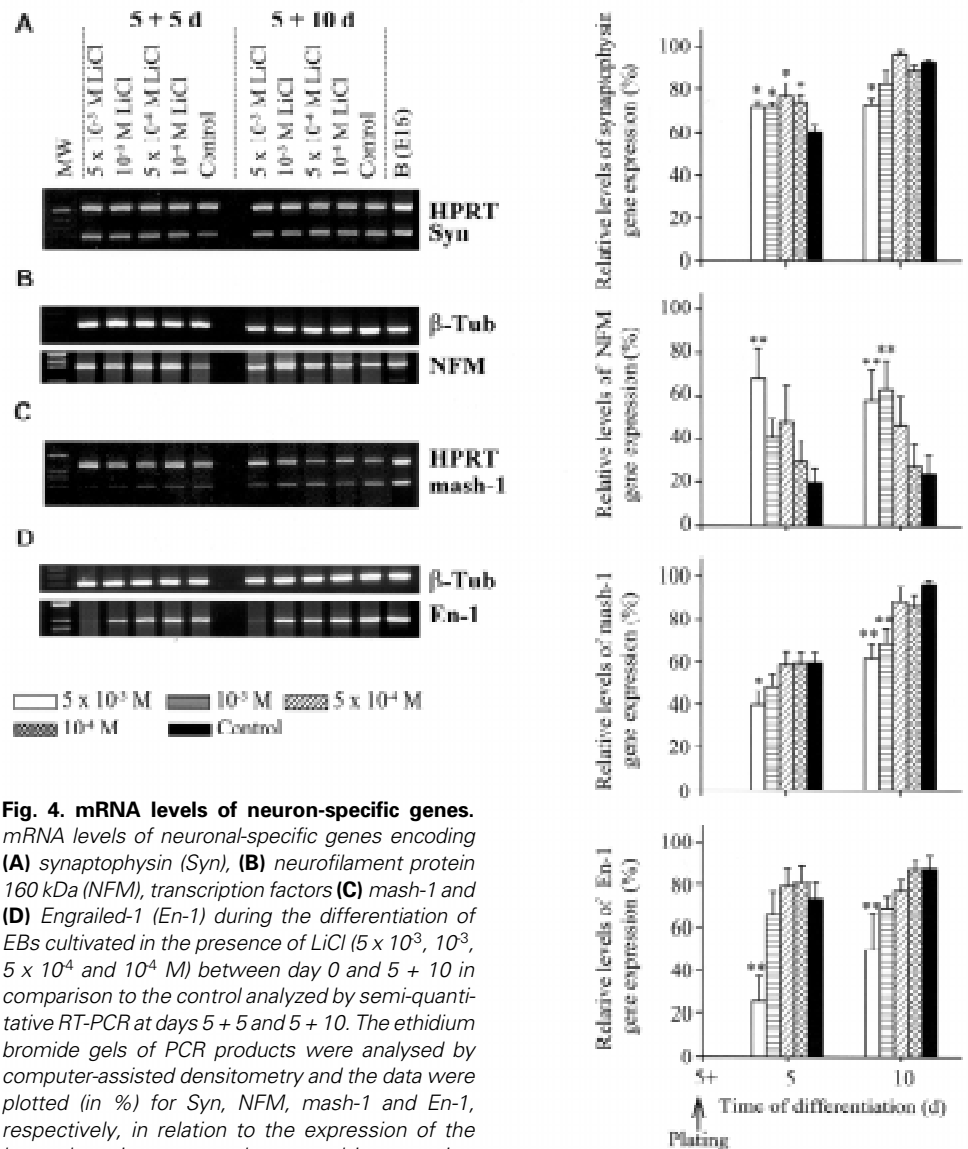 A
5 + 5 d
5 + 10 d
MW
5 x 10-3 M LiCl
10-3 M LiCl
5 x 10-4 M LiCl
10-4 M LiCl
Control
5 x 10-3 M LiCl
10-3 M LiCl
5 x 10-4 M LiCl
10-4 M LiCl
Control
B (E16)
HPRT
Syn
B
β-Tub
NFM
C
HPRT
mash-1
D
β-Tub
En-1
5 x 10-3 M
10-3 M
5 x 10-4 M
10-4 M
Control
Fig. 4. mRNA levels of neuron-specific genes.
mRNA levels of neuronal-specific genes encoding
(A) synaptophysin (Syn), (B) neurofilament protein
160 kDa (NFM), transcription factors (C) mash-1 and
(D) Engrailed-1 (En-1) during the differentiation of
EBs cultivated in the presence of LiCl (5 x 10-3, 10-3,
5 x 10-4 and 10-4 M) between day 0 and 5 + 10 in
comparison to the control analyzed by semi-quanti-
tative RT-PCR at days 5 + 5 and 5 + 10. The ethidium
bromide gels of PCR products were analysed by
computer-assisted densitometry and the data were
plotted (in %) for Syn, NFM, mash-1 and En-1,
respectively, in relation to the expression of the
Relative levels of synaptophysin
gene expression (%)
100
80
60
40
20
0
* * * *
*
Relative levels of NFM
gene expression (%)
100
80
60
40
20
0
**
** **
Relative levels of mash-1
gene expression (%)
100
80
60
40
20
0
*
** **
Relative levels of En-1
gene expression (%)
100
80
60
40
20
0
**
**
5+
5
10
Time of differentiation (d)
Plating